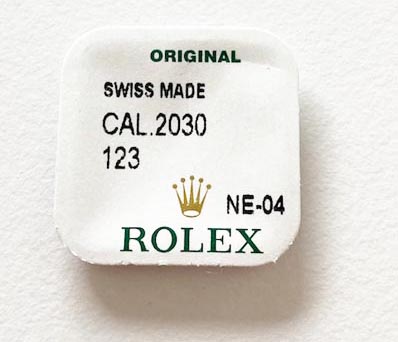 ORIGINAL
SWISS MADE
CAL.2030
123
NE-04
ROLEX